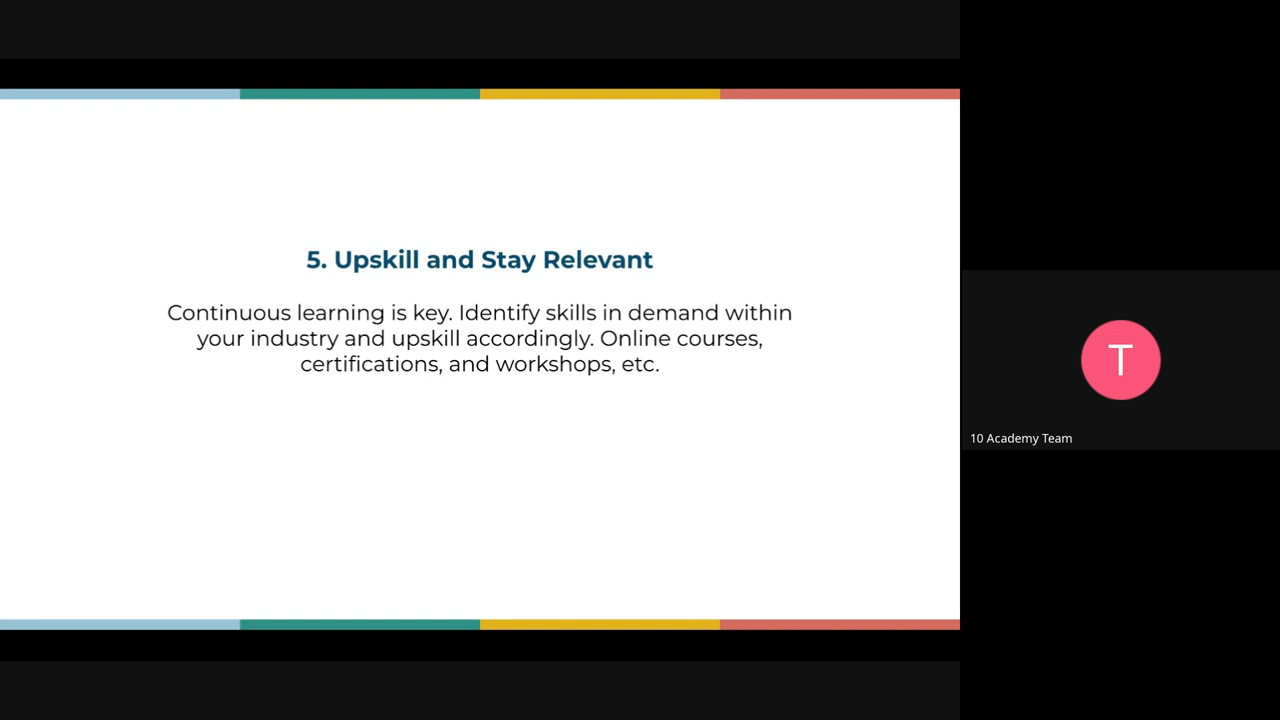 5. Upskill and Stay Relevant
Continuous learning is key. Identify skills in demand within
your industry and upskill accordingly. Online courses,
certifications, and workshops, etc.
T
10 Academy Team